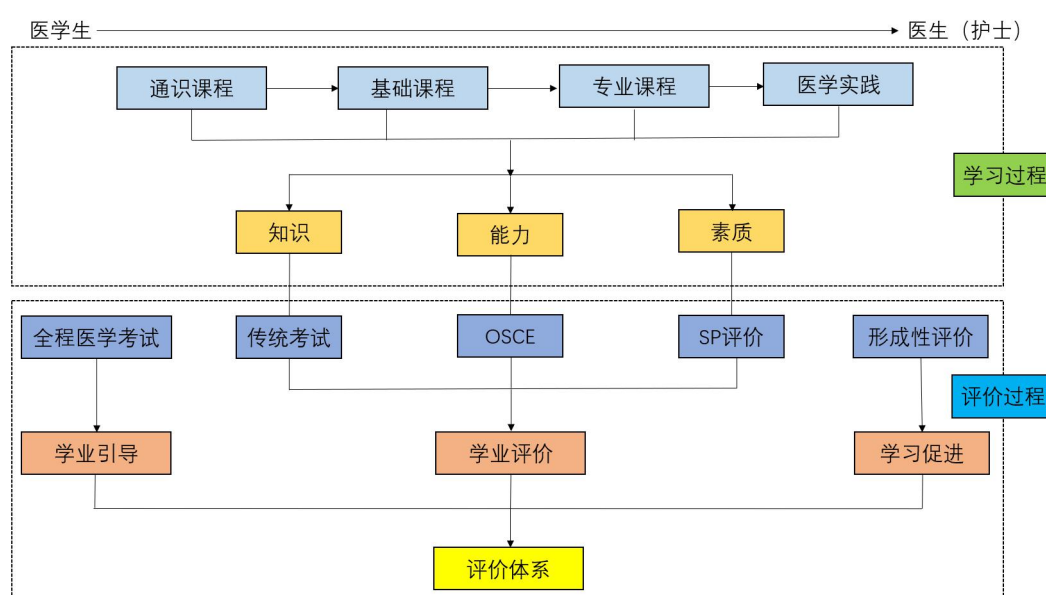 医学生
医生（护士）
通识课程
基础课程
专业课程
医学实践
学习过程
知识
能力
素质
全程医学考试
传统考试
OSCE
SP评价
形成性评价
评价过程
学业引导
学业评价
学习促进
评价体系